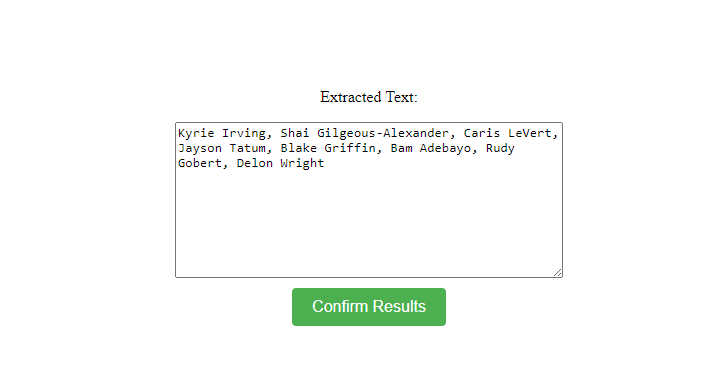 Extracted Text:
Kyrie Irving, Shai Gilgeous-Alexander, Caris LeVert,
Jayson Tatum, Blake Griffin, Bam Adebayo, Rudy
Gobert, Delon Wright
Confirm Results